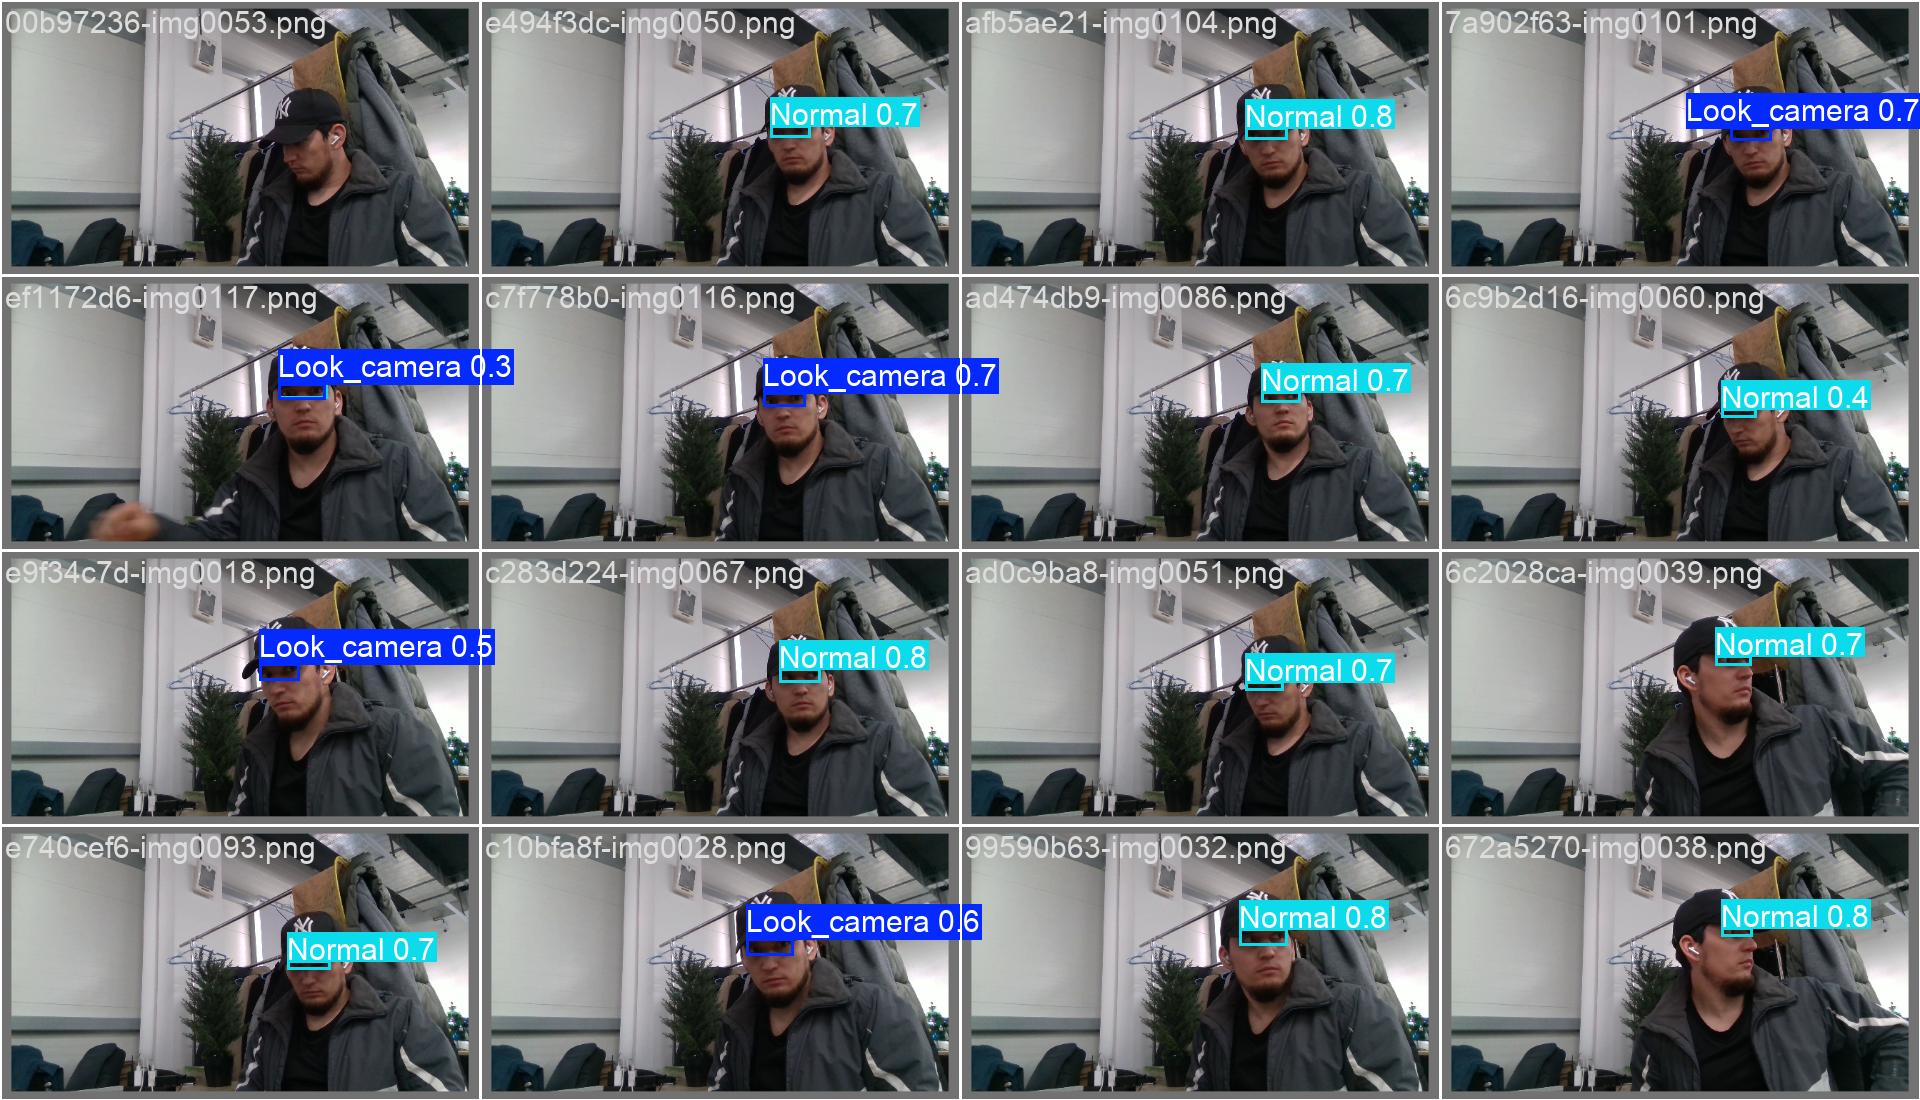 00b97236-img0053.png
e494f3dc-img0050.png
Normal 0.7
afb5ae21-img0104.png
Normal 0.8
7a902f63-img0101.png
Look_camera 0.7
ef1172d6-img0117.png
Look_camera 0.3
c7f778b0-img0116.png
Look_camera 0.7
ad474db9-img0086.png
Normal 0.7
6c9b2d16-img0060.png
Normal 0.4
e9f34c7d-img0018.png
Look_camera 0.5
c283d224-img0067.png
Normal 0.8
ad0c9ba8-img0051.png
Normal 0.7
6c2028ca-img0039.png
Normal 0.7
e740cef6-img0093.png
Normal 0.7
c10bfa8f-img0028.png
Look_camera 0.6
99590b63-img0032.png
Normal 0.8
672a5270-img0038.png
Normal 0.8